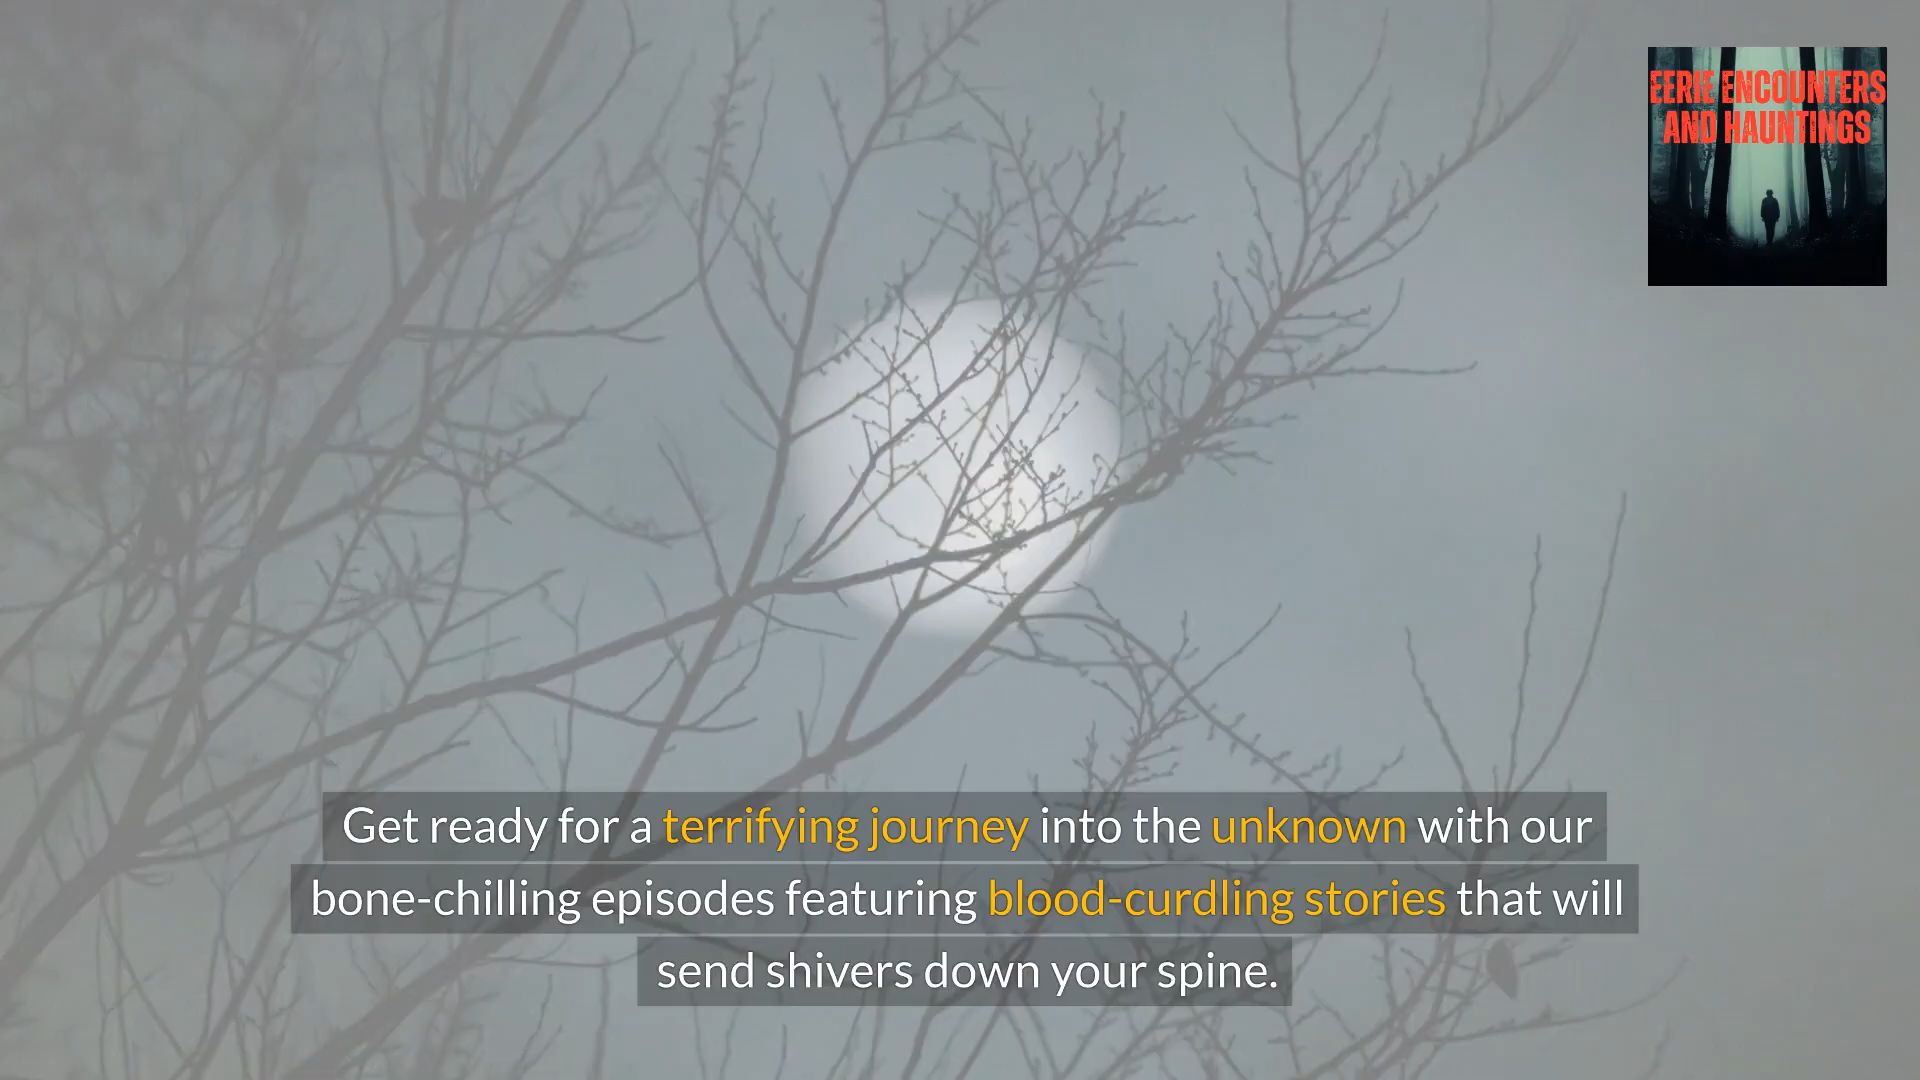 EERIE ENCOUNTERS
AND HAUNTINGS
Get ready for a terrifying journey into the unknown with our
bone-chilling episodes featuring blood-curdling stories that will
send shivers down your spine.